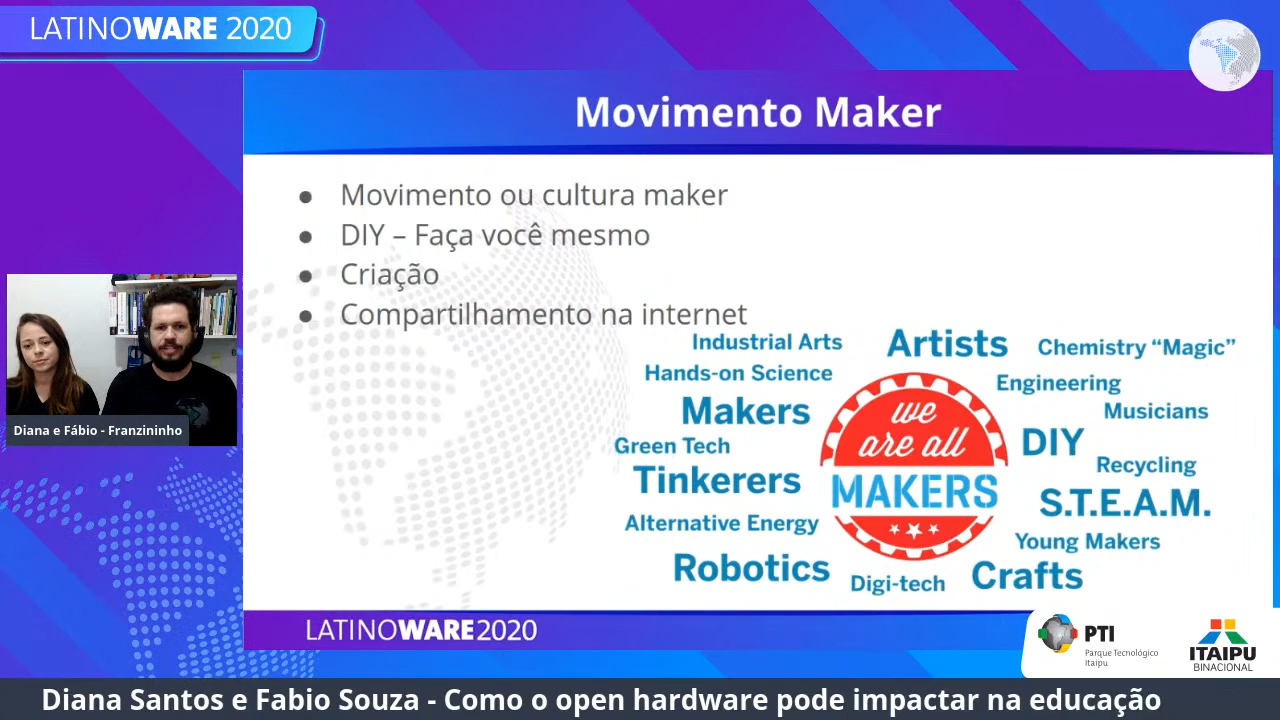 LATINOWARE 2020
Movimento Maker
● Movimento ou cultura maker
● DIY – Faça você mesmo
● Criação
● Compartilhamento na internet
Industrial Arts
Artists
Chemistry “Magic”
Hands-on Science
Engineering
Makers
Musicians
Green Tech
DIY
Recycling
Tinkerers
S.T.E.A.M.
Alternative Energy
Young Makers
Robotics
Digi-tech
Crafts
we
are all
MAKERS
Diana e Fábio - Franzininho
LATINOWARE2020
PTI
Parque Tecnológico
Itaipu
ITAIPU
BINACIONAL
Diana Santos e Fabio Souza - Como o open hardware pode impactar na educação